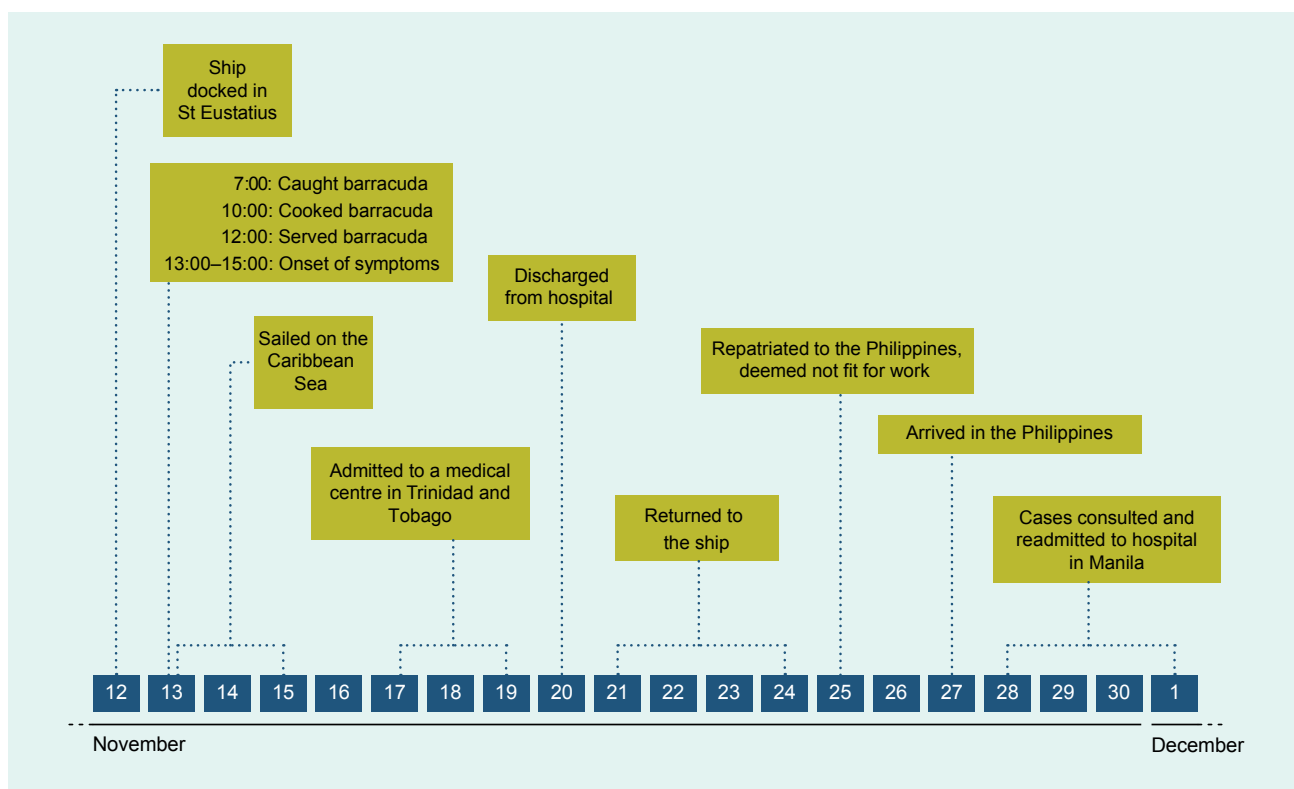 Ship
docked in
St Eustatius
7:00: Caught barracuda
10:00: Cooked barracuda
12:00: Served barracuda
13:00–15:00: Onset of symptoms
Sailed on the
Caribbean
Sea
Admitted to a medical
centre in Trinidad and
Tobago
Discharged
from hospital
Returned to
the ship
Repatriated to the Philippines,
deemed not fit for work
Arrived in the Philippines
Cases consulted and
readmitted to hospital
in Manila
12 13 14 15 16 17 18 19 20 21 22 23 24 25 26 27 28 29 30 1
November December